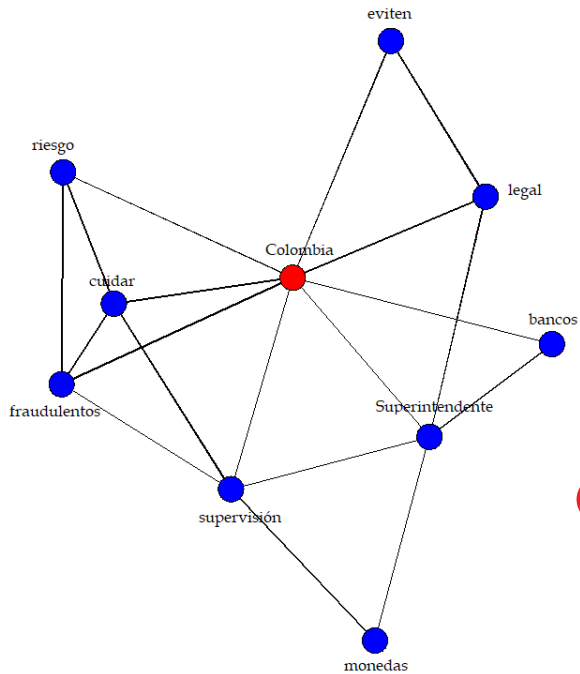 eviten
riesgo
legal
Colombia
cuidar
bancos
Superintendente
fraudulentos
supervisión
monedas